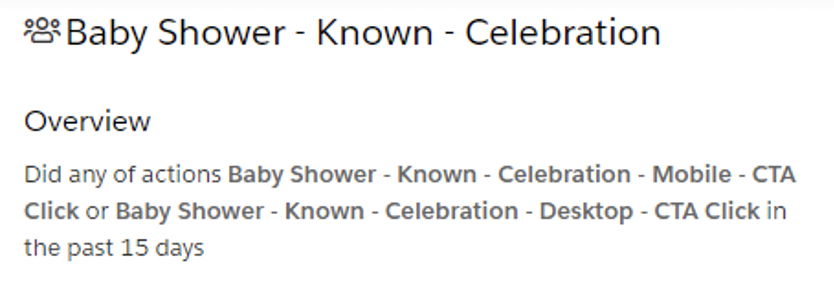 Baby Shower - Known - Celebration
Overview
Did any of actions Baby Shower - Known - Celebration - Mobile - CTA
Click or Baby Shower - Known - Celebration - Desktop - CTA Click in
the past 15 days